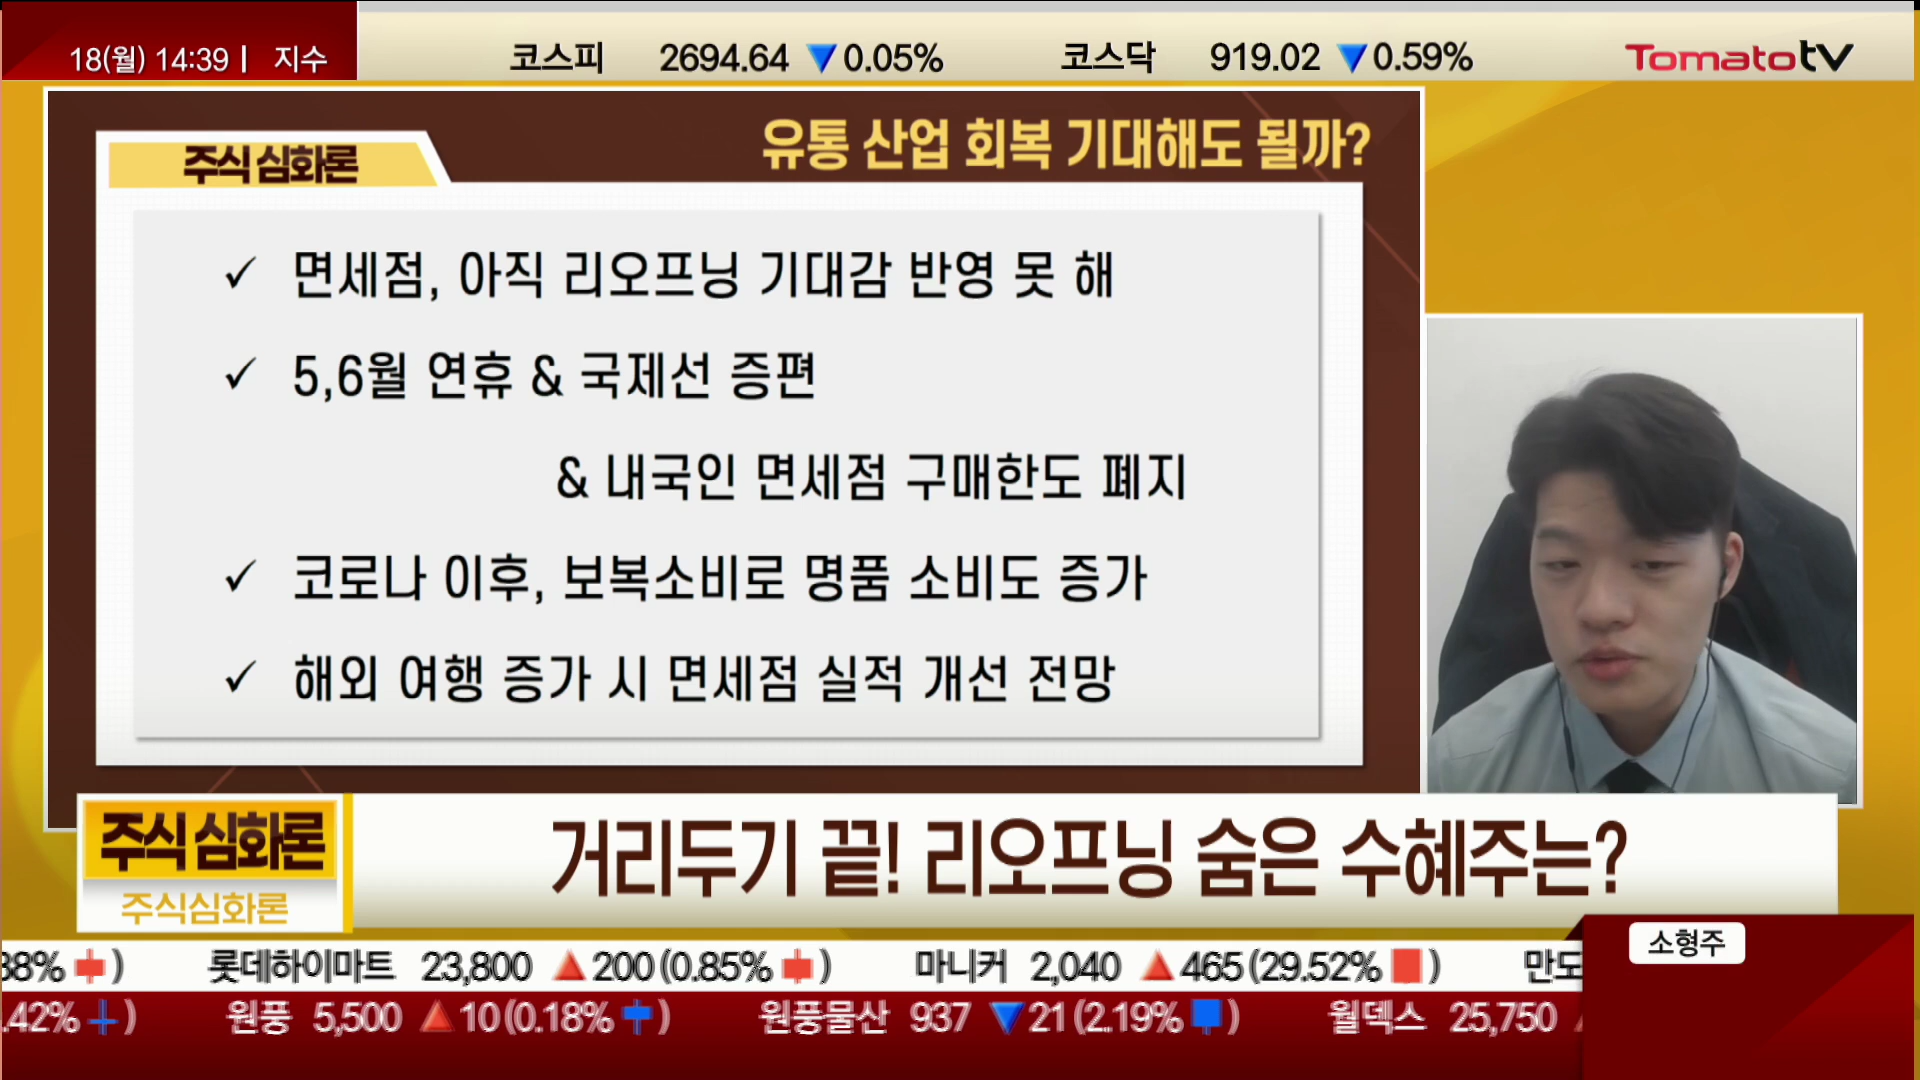 18(월) 14:39 | 지수 코스피 2694.64 ▼0.05% 코스닥 919.02 ▼0.59% Tomatotv
유통 산업 회복 기대해도 될까?
주식 심화론
✓ 면세점, 아직 리오프닝 기대감 반영 못 해
✓ 5,6월 연휴 & 국제선 증편
& 내국인 면세점 구매한도 폐지
✓ 코로나 이후, 보복소비로 명품 소비도 증가
✓ 해외 여행 증가 시 면세점 실적 개선 전망
주식 심화론
주식심화론
거리두기 끝! 리오프닝 숨은 수혜주는?
소형주
38% ) 롯데하이마트 23,800 ▲200(0.85% ) 마니커 2,040 ▲465(29.52% ) 만도
.42% ) 원풍 5,500 ▲10(0.18% ) 원풍물산 937 ▼21(2.19% ) 월덱스 25,750